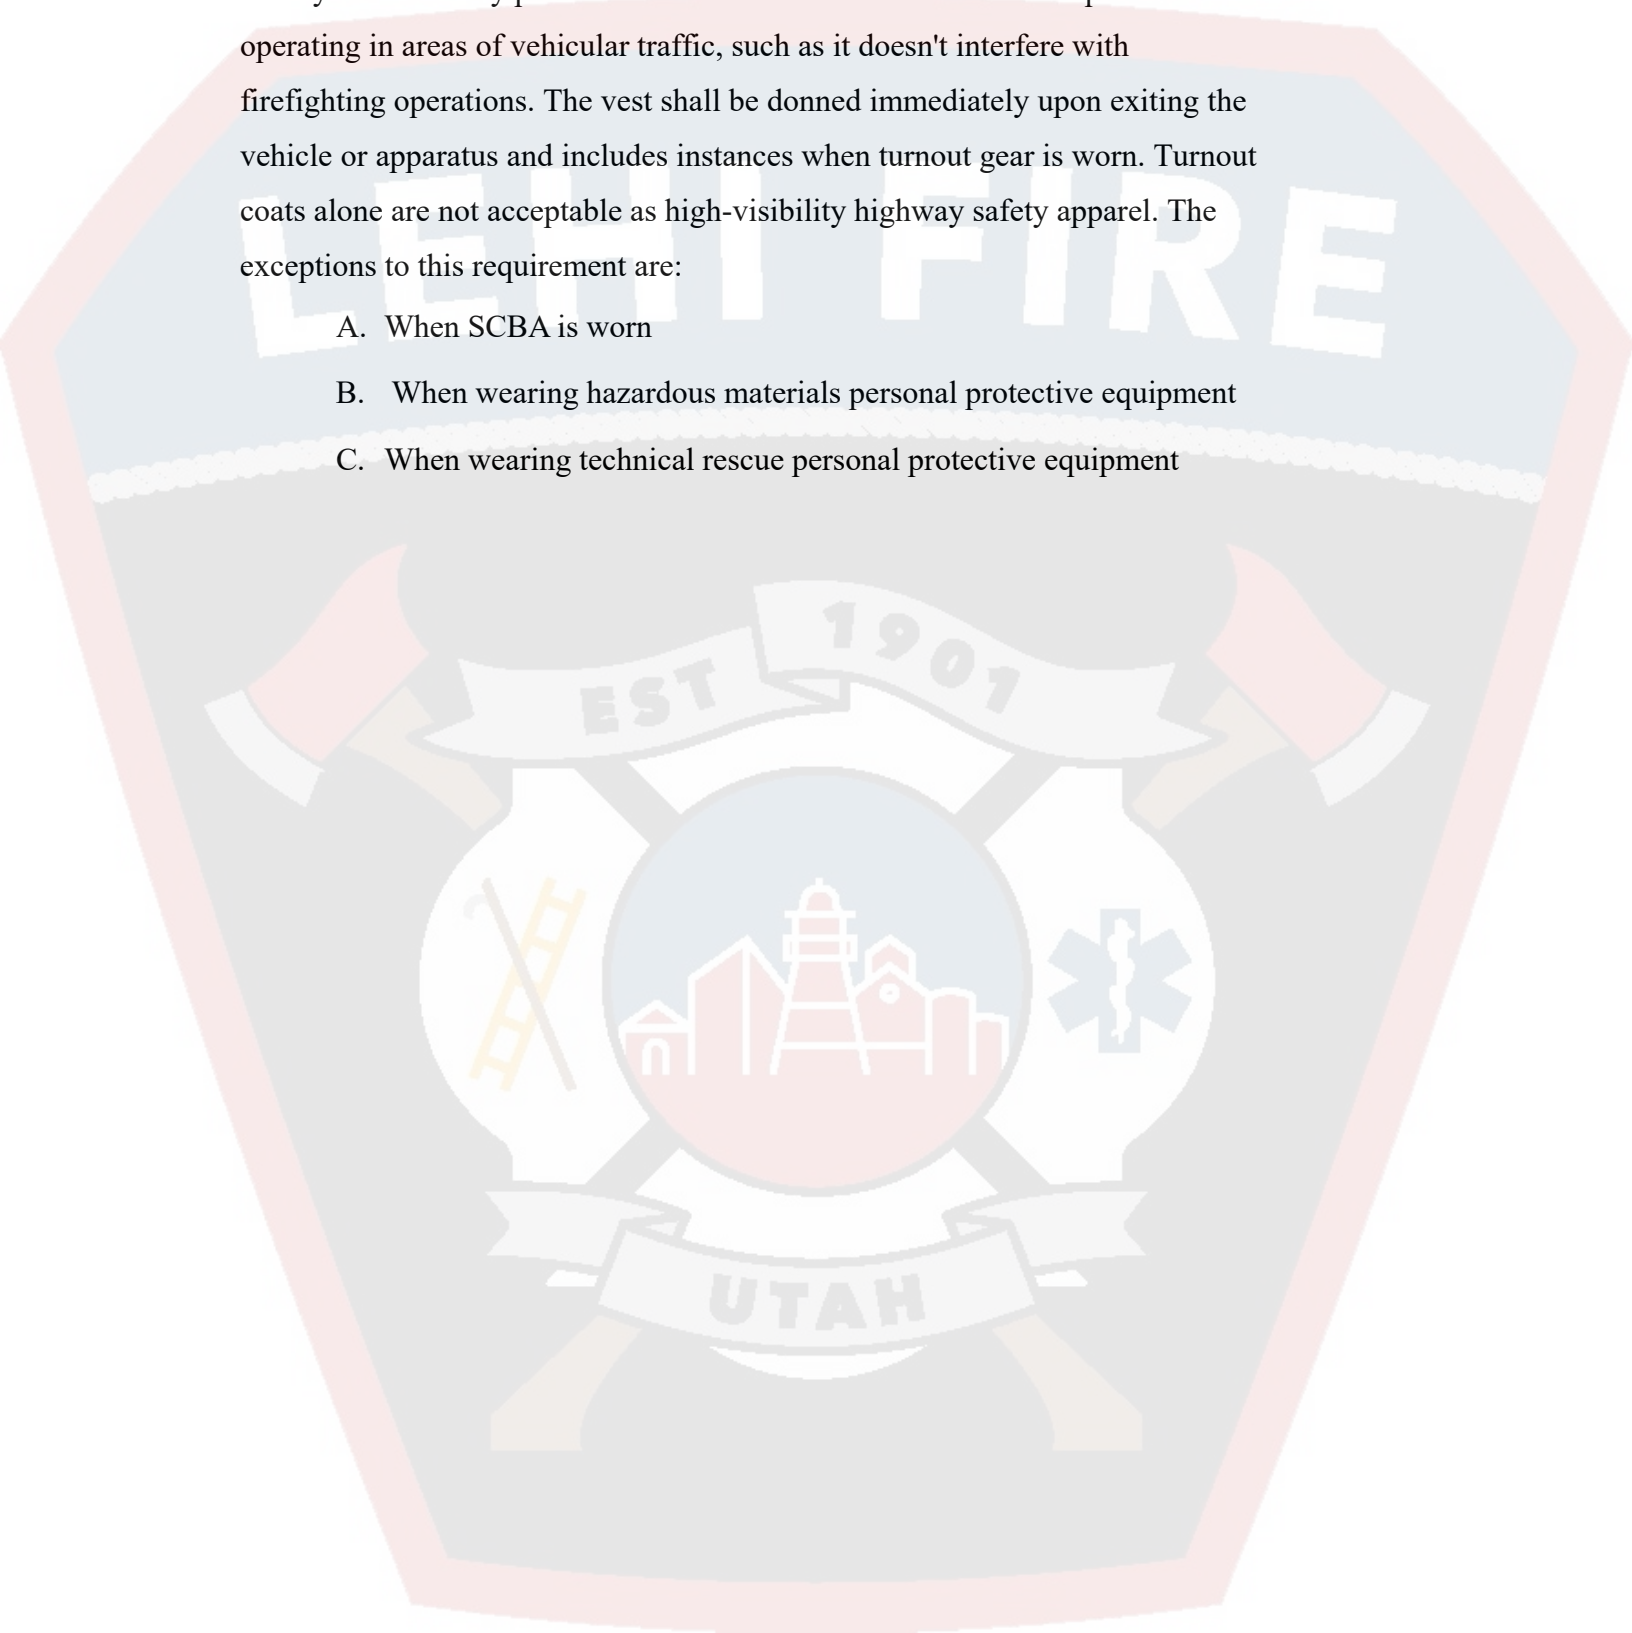 operating in areas of vehicular traffic, such as it doesn't interfere with
firefighting operations. The vest shall be donned immediately upon exiting the
vehicle or apparatus and includes instances when turnout gear is worn. Turnout
coats alone are not acceptable as high-visibility highway safety apparel. The
exceptions to this requirement are:
A. When SCBA is worn
B. When wearing hazardous materials personal protective equipment
C. When wearing technical rescue personal protective equipment
LEHI FIRE
EST 1901
UTAH